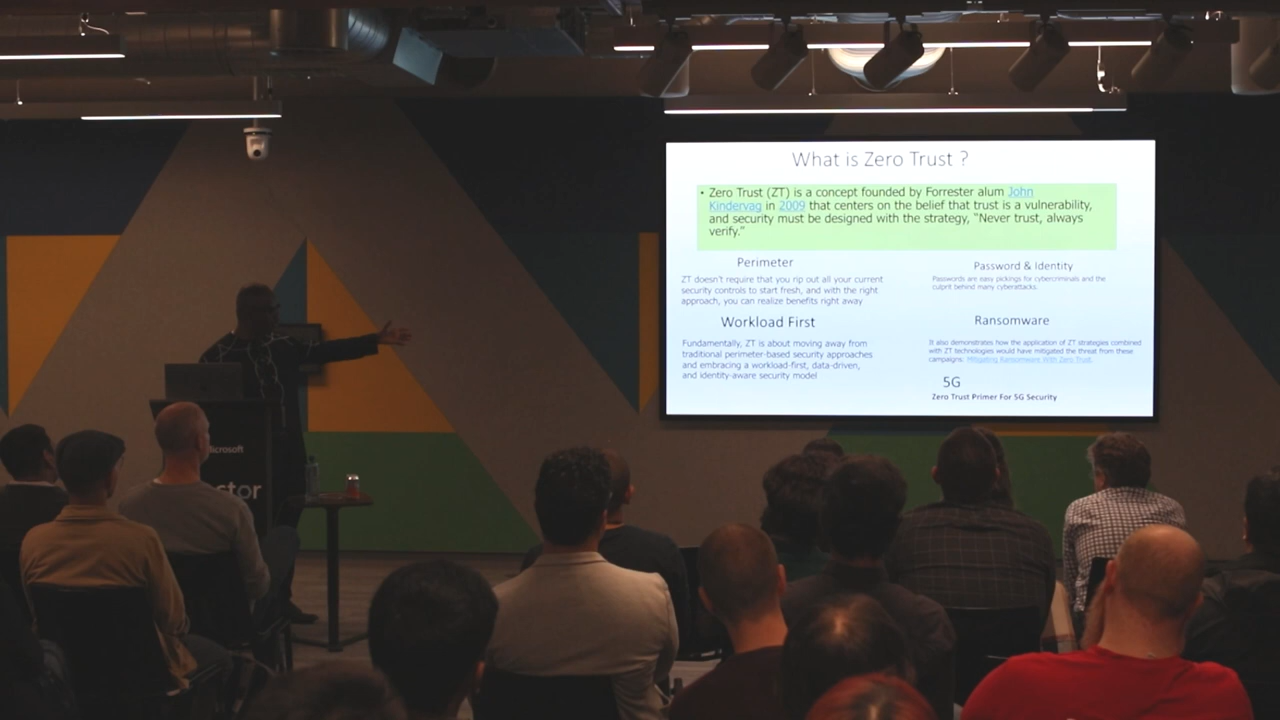 What is Zero Trust ?
• Zero Trust (ZT) is a concept founded by Forrester alum John
Kindervag in 2009 that centers on the belief that trust is a vulnerability,
and security must be designed with the strategy, “Never trust, always
verify.”
Perimeter
ZT doesn't require that you rip out all your current
security controls to start fresh, and with the right
approach, you can realize benefits right away
Workload First
Fundamentally, ZT is about moving away from
traditional perimeter-based security approaches
and embracing a workload-first, data-driven,
and identity-aware security model
Password & Identity
Passwords are easy pickings for cybercriminals and the
culprit behind many cyberattacks.
Ransomware
It also demonstrates how the application of ZT strategies combined
with ZT technologies would have mitigated the threat from these
campaigns: Mitigating Ransomware With Zero Trust.
5G
Zero Trust Primer For 5G Security
Microsoft